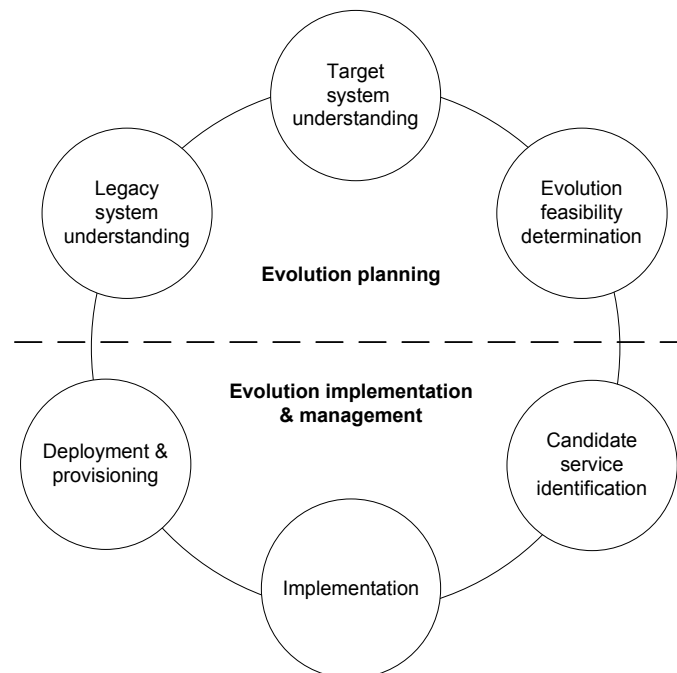 Target
system
understanding
Legacy
system
understanding
Evolution
feasibility
determination
Evolution planning
Evolution implementation
& management
Deployment &
provisioning
Candidate
service
identification
Implementation